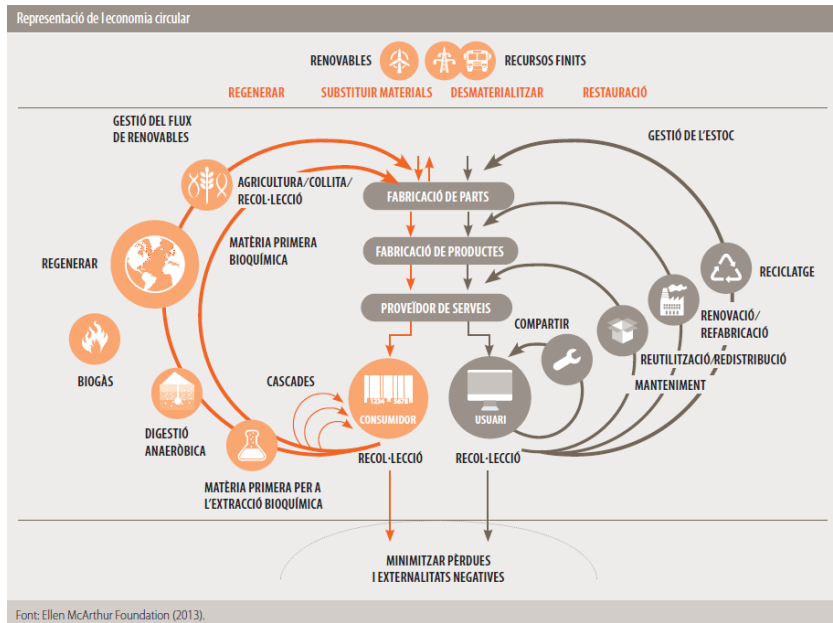 Representació de l economia circular
RENOVABLES
RECURSOS FINITS
REGENERAR
SUBSTITUIR MATERIALS
DESMATERIALITZAR
RESTAURACIÓ
GESTIÓ DEL FLUX
DE RENOVABLES
GESTIÓ DE L'ESTOC
AGRICULTURA/COLLITA/
RECOL·LECCIÓ
FABRICACIÓ DE PARTS
MATÈRIA PRIMERA
BIOQUÍMICA
FABRICACIÓ DE PRODUCTES
REGENERAR
RECICLATGE
PROVEÏDOR DE SERVEIS
COMPARTIR
RENOVACIÓ/
REFABRICACIÓ
REUTILITZACIÓ/REDISTRIBUCIÓ
MANTENIMENT
BIOGÀS
CASCADES
1234 5678
CONSUMIDOR
USUARI
DIGESTIÓ
ANAERÒBICA
RECOL·LECCIÓ
RECOL·LECCIÓ
MATÈRIA PRIMERA PER A
L'EXTRACCIÓ BIOQUÍMICA
MINIMITZAR PÈRDUES
I EXTERNALITATS NEGATIVES
Font: Ellen McArthur Foundation (2013).